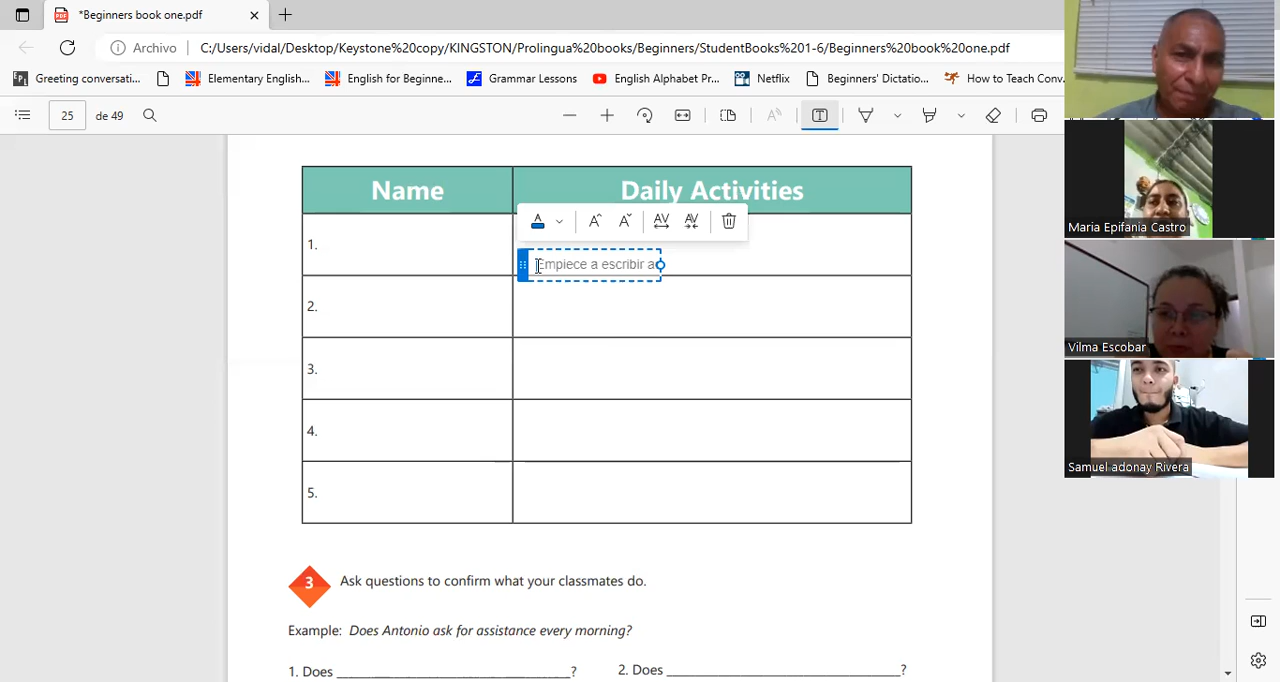 *Beginners book one.pdf
Archivo
C:/Users/vidal/Desktop/Keystone%20copy/KINGSTON/Prolingua%20books/Beginners/StudentBooks%201-6/Beginners%20book%20one.pdf
Greeting conversati...
Elementary English...
English for Beginne...
Grammar Lessons
English Alphabet Pr...
Netflix
Beginners' Dictatio...
How to Teach Conv
25 de 49
Name Daily Activities
1.
Empiece a escribir a
2.
3.
4.
5.
3 Ask questions to confirm what your classmates do.
Example: Does Antonio ask for assistance every morning?
1. Does ____________________________? 2. Does ____________________________?
Maria Epifania Castro
Vilma Escobar
Samuel adonay Rivera